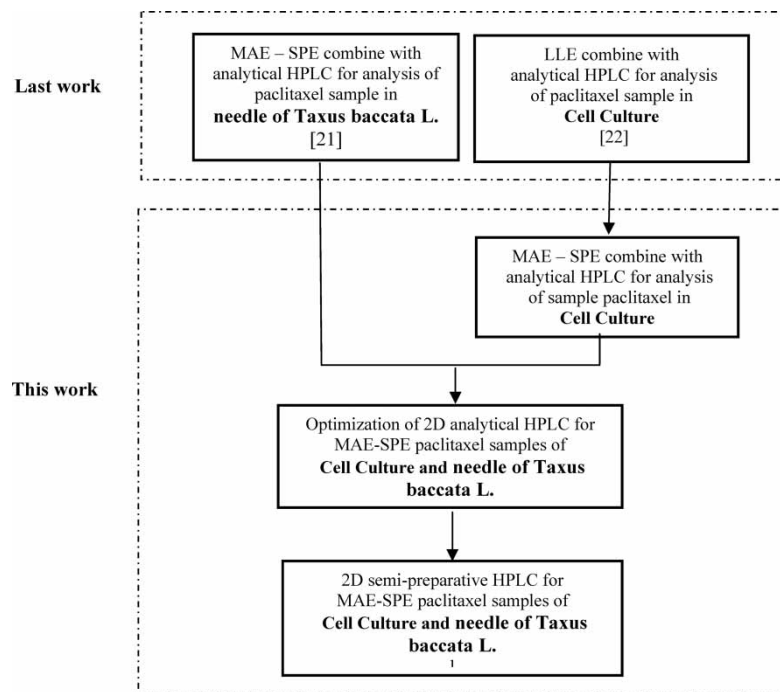 Last work
MAE – SPE combine with
analytical HPLC for analysis of
paclitaxel sample in
needle of Taxus baccata L.
[21]
LLE combine with
analytical HPLC for analysis
of paclitaxel sample in
Cell Culture
[22]
MAE – SPE combine with
analytical HPLC for analysis
of sample paclitaxel in
Cell Culture
This work
Optimization of 2D analytical HPLC for
MAE-SPE paclitaxel samples of
Cell Culture and needle of Taxus
baccata L.
2D semi-preparative HPLC for
MAE-SPE paclitaxel samples of
Cell Culture and needle of Taxus
baccata L.